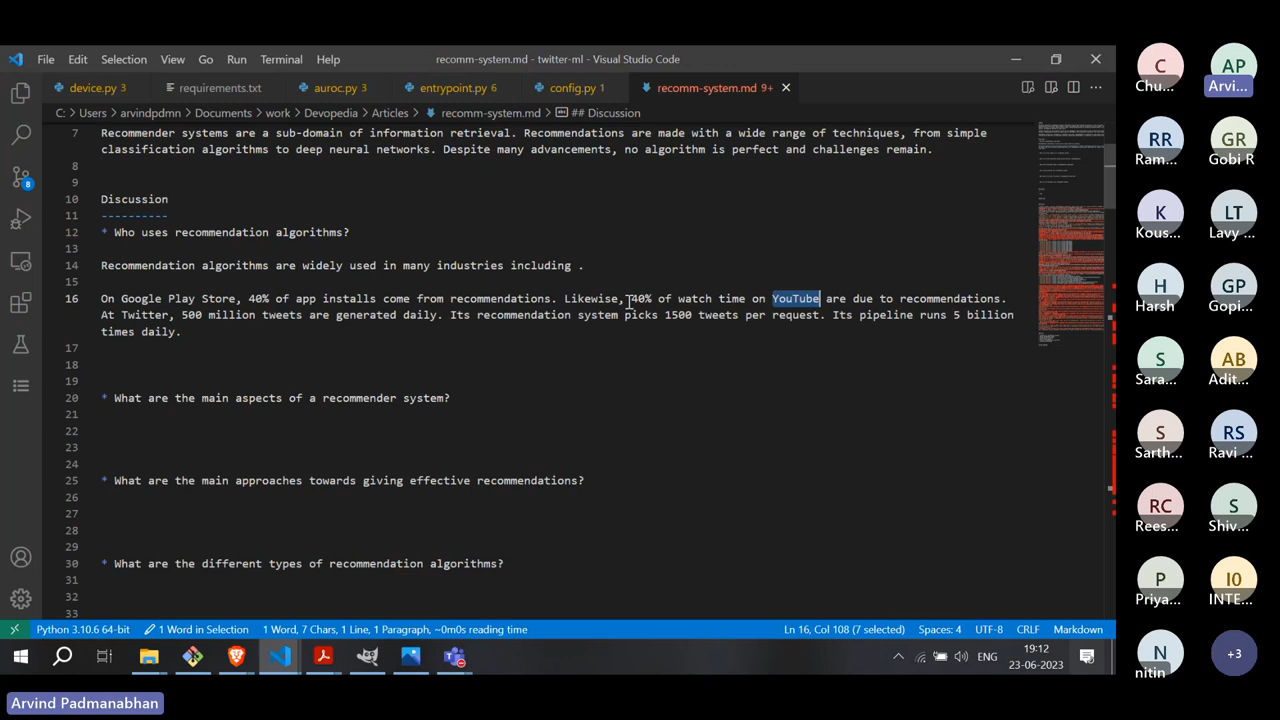 File Edit Selection View Go Run Terminal Help
recomm-system.md - twitter-ml - Visual Studio Code
device.py 3 requirements.txt auroc.py 3 entrypoint.py 6 config.py 1 recomm-system.md 9+
C: > Users > arvindpdmn > Documents > work > Devopedia > Articles > recomm-system.md > ## Discussion
7 Recommender systems are a sub-domain of information retrieval. Recommendations are made with a wide range of techniques, from simple
classification algorithms to deep neural networks. Despite many advancements, no algorithm is perfect and challenges remain.
8
9
10 Discussion
11 ----------
12 * Who uses recommendation algorithms?
13
14 Recommendation algorithms are widely used in many industries including .
15
16 On Google Play Store, 40% of app installs come from recommendations. Likewise, 40% of watch time on YouTube are due to recommendations.
At Twitter, 500 million tweets are generated daily. Its recommendation system picks 1500 tweets per request. Its pipeline runs 5 billion
times daily.
17
18
19
20 * What are the main aspects of a recommender system?
21
22
23
24
25 * What are the main approaches towards giving effective recommendations?
26
27
28
29
30 * What are the different types of recommendation algorithms?
31
32
33
8
Python 3.10.6 64-bit 1 Word in Selection 1 Word, 7 Chars, 1 Line, 1 Paragraph, ~0m0s reading time Ln 16, Col 108 (7 selected) Spaces: 4 UTF-8 CRLF Markdown
ENG
19:12
23-06-2023
C AP
Chu... Arvi...
RR GR
Ram... Gobi R
K LT
Kous... Lavy ...
H GP
Harsh Gopi...
S AB
Sara... Adit...
S RS
Sarth... Ravi ...
RC S
Rees... Shiv...
P I0
Priya... INTE...
N +3
nitin
Arvind Padmanabhan